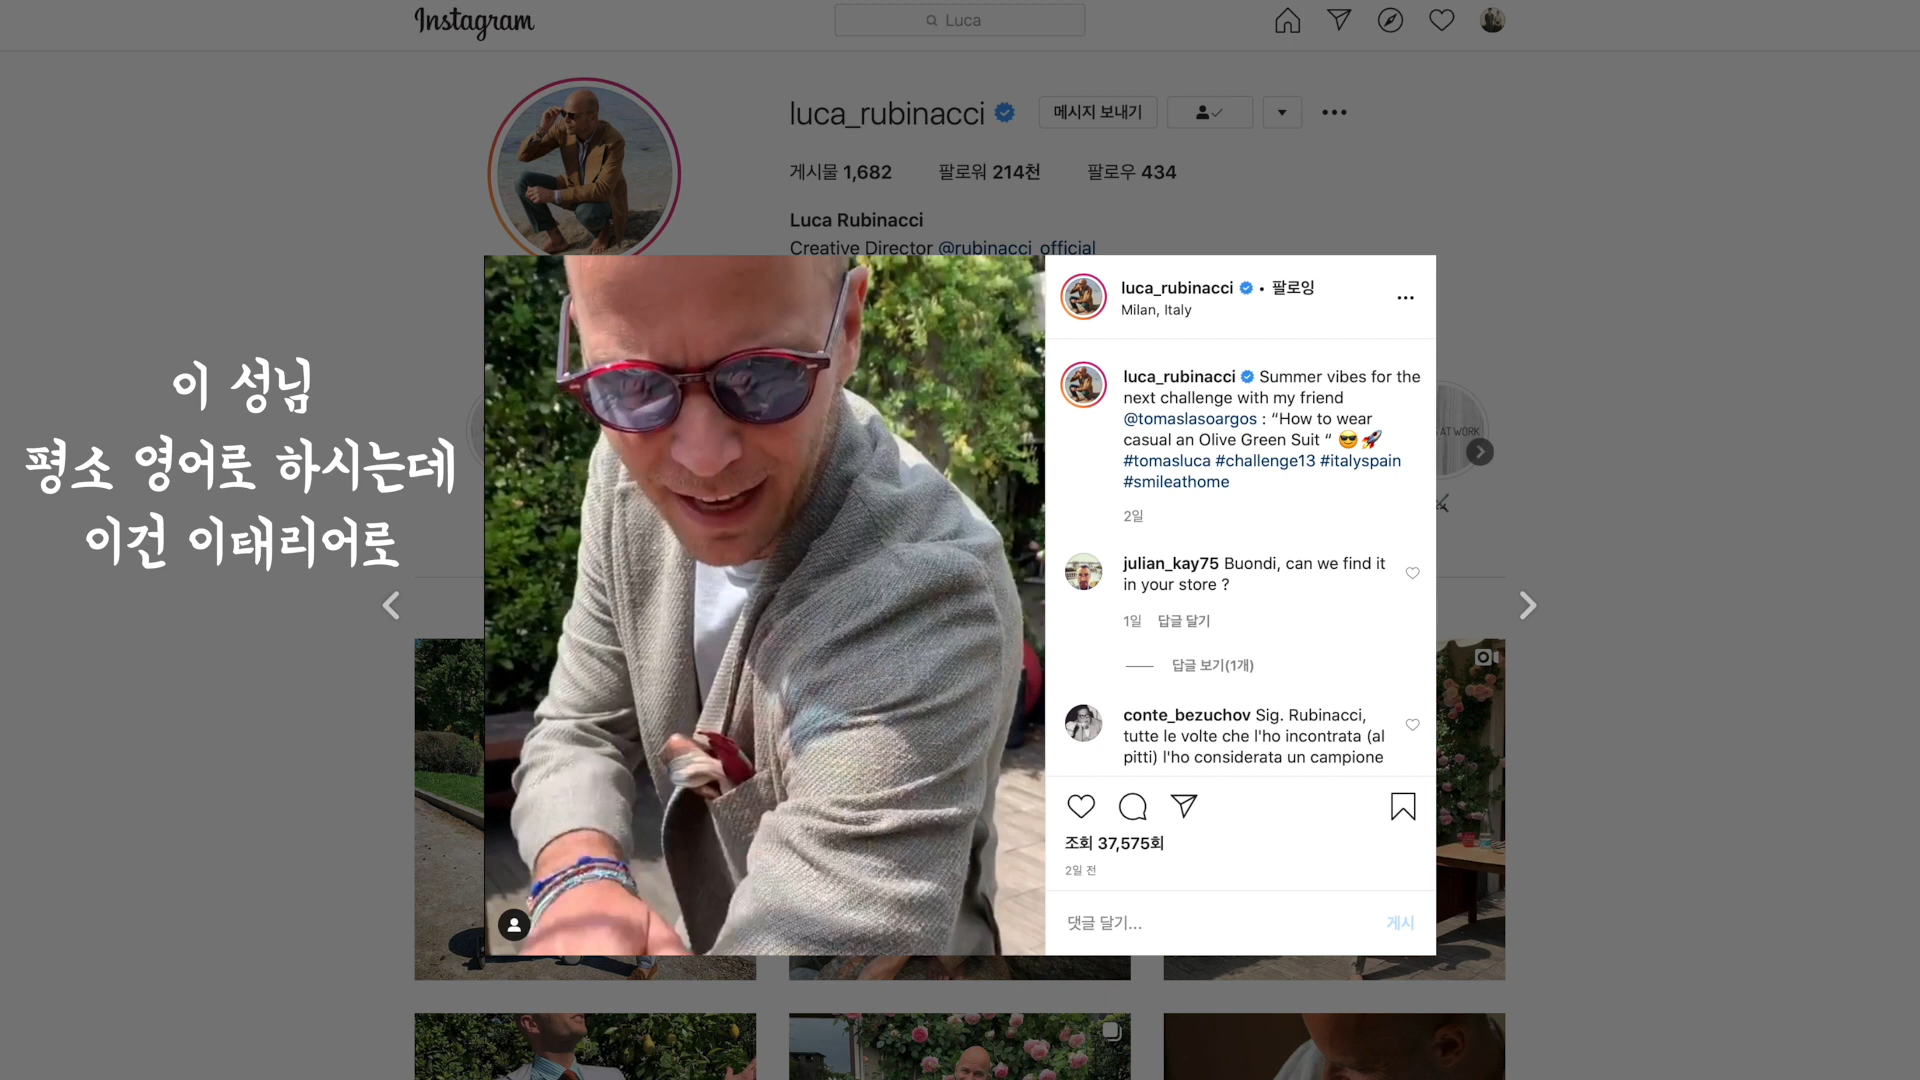 Instagram
Luca
luca_rubinacci
메시지 보내기
게시물 1,682 팔로워 214천 팔로우 434
Luca Rubinacci
Creative Director @rubinacci_official
이 성님
평소 영어로 하시는데
이건 이태리어로
luca_rubinacci • 팔로잉
Milan, Italy
luca_rubinacci Summer vibes for the
next challenge with my friend
@tomaslasoargos : “How to wear
casual an Olive Green Suit “ 😎🚀
#tomasluca #challenge13 #italyspain
#smileathome
2일
julian_kay75 Buondi, can we find it
in your store ?
1일 답글 달기
답글 보기(1개)
conte_bezuchov Sig. Rubinacci,
tutte le volte che l'ho incontrata (al
pitti) l'ho considerata un campione
조회 37,575회
2일 전
댓글 달기...
게시
AT WORK